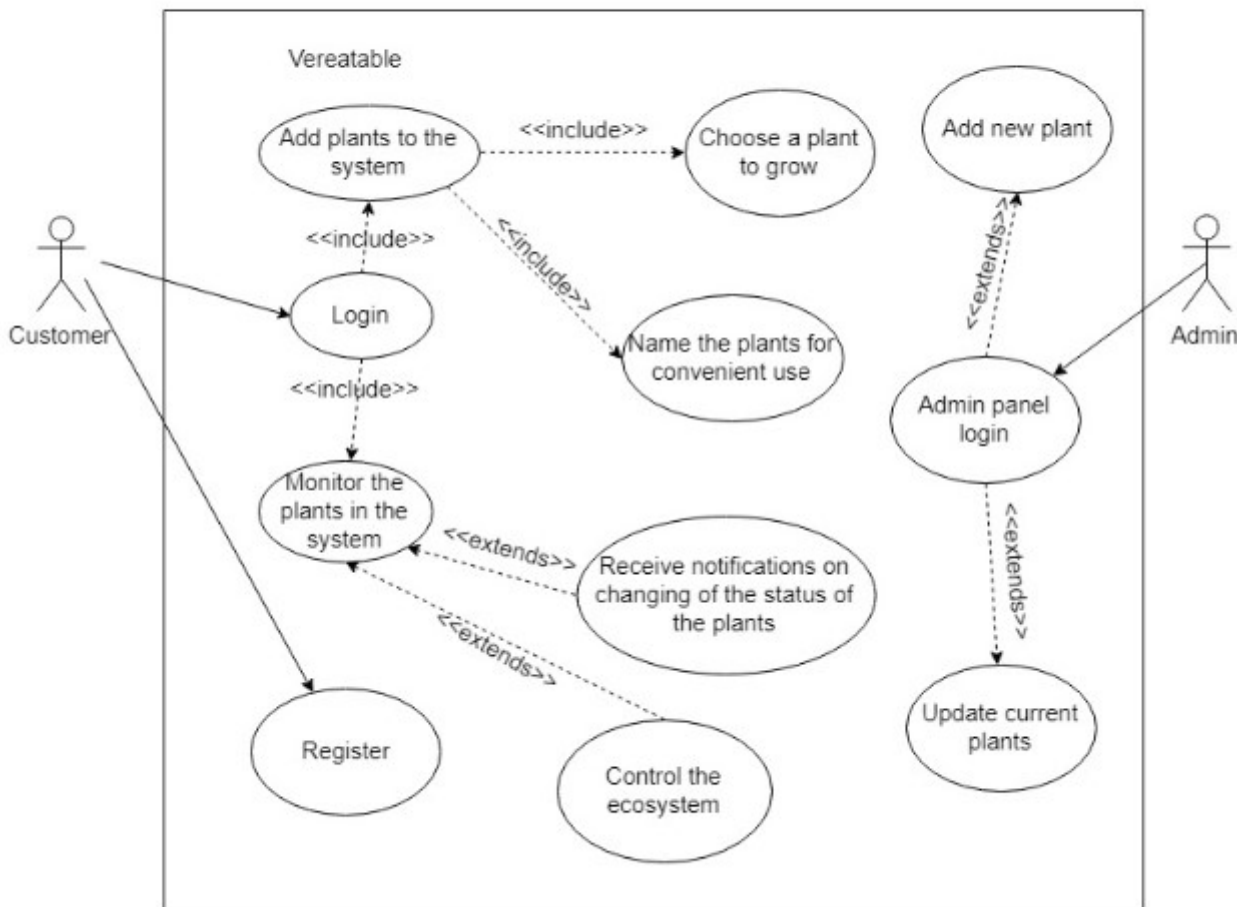 Vereatable
Add plants to the
system
<<include>>
Choose a plant
to grow
Add new plant
<<include>>
<<include>>
<<extends>>
Customer
Login
Name the plants for
convenient use
Admin
<<include>>
Admin panel
login
Monitor the
plants in the
system
<<extends>>
Receive notifications on
changing of the status of
the plants
<<extends>>
<<extends>>
Register
Control the
ecosystem
Update current
plants